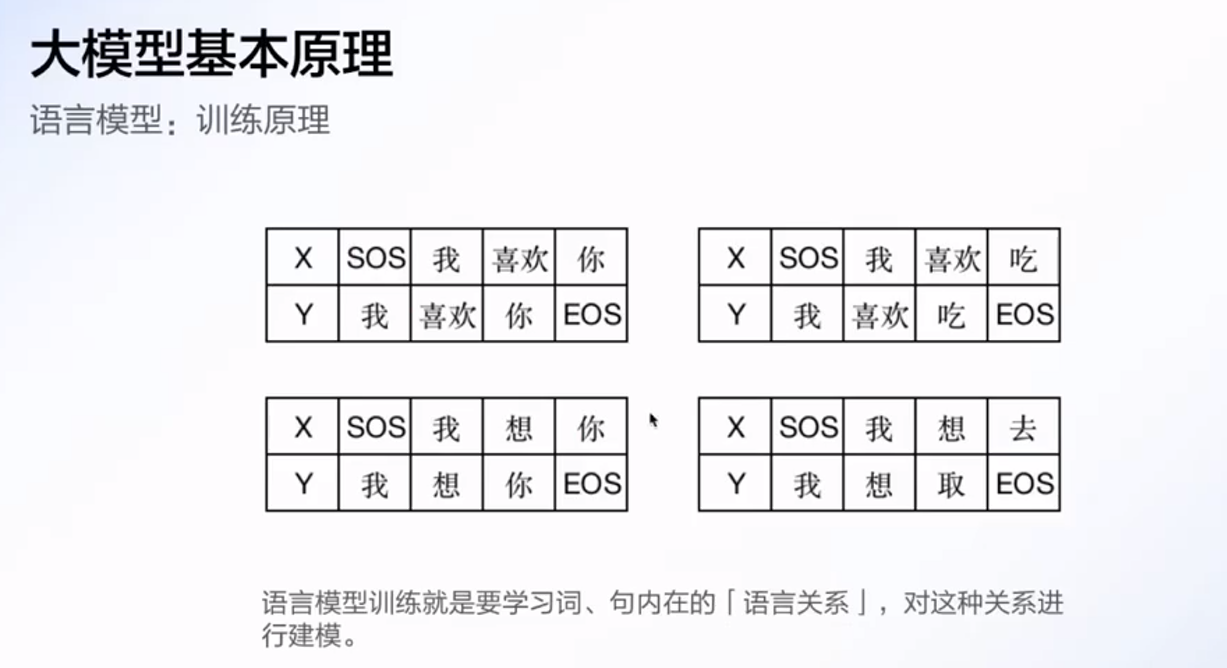 大模型基本原理
语言模型：训练原理
X SOS 我 喜欢 你
Y 我 喜欢 你 EOS
X SOS 我 喜欢 吃
Y 我 喜欢 吃 EOS
X SOS 我 想 你
Y 我 想 你 EOS
X SOS 我 想 去
Y 我 想 取 EOS
语言模型训练就是要学习词、句内在的「语言关系」，对这种关系进
行建模。